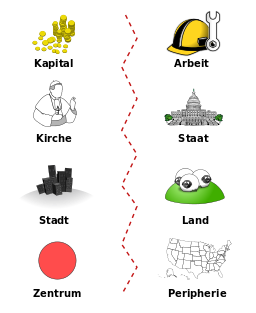 Kapital Arbeit
Kirche Staat
Stadt Land
Zentrum Peripherie